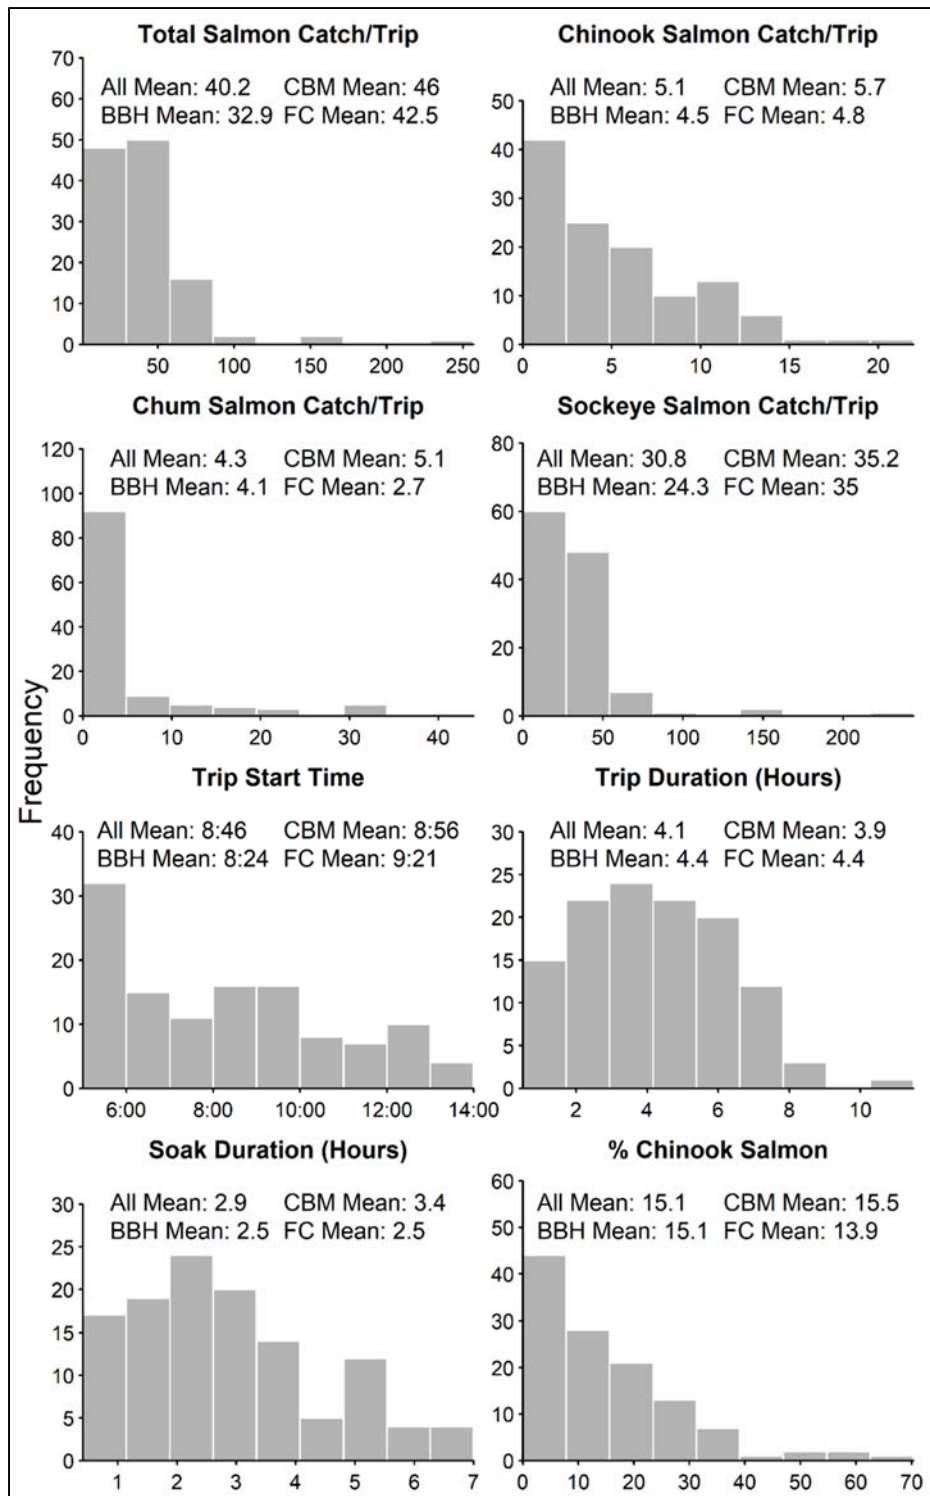 Total Salmon Catch/Trip
All Mean: 40.2 CBM Mean: 46
BBH Mean: 32.9 FC Mean: 42.5
70
60
50
40
30
20
10
0
50 100 150 200 250
Chinook Salmon Catch/Trip
All Mean: 5.1 CBM Mean: 5.7
BBH Mean: 4.5 FC Mean: 4.8
50
40
30
20
10
0
0 5 10 15 20
Chum Salmon Catch/Trip
All Mean: 4.3 CBM Mean: 5.1
BBH Mean: 4.1 FC Mean: 2.7
120
100
80
60
40
20
0
0 10 20 30 40
Sockeye Salmon Catch/Trip
All Mean: 30.8 CBM Mean: 35.2
BBH Mean: 24.3 FC Mean: 35
80
60
40
20
0
0 50 100 150 200
Frequency
Trip Start Time
All Mean: 8:46 CBM Mean: 8:56
BBH Mean: 8:24 FC Mean: 9:21
40
30
20
10
0
6:00 8:00 10:00 12:00 14:00
Trip Duration (Hours)
All Mean: 4.1 CBM Mean: 3.9
BBH Mean: 4.4 FC Mean: 4.4
30
25
20
15
10
5
0
2 4 6 8 10
Soak Duration (Hours)
All Mean: 2.9 CBM Mean: 3.4
BBH Mean: 2.5 FC Mean: 2.5
30
25
20
15
10
5
0
1 2 3 4 5 6 7
% Chinook Salmon
All Mean: 15.1 CBM Mean: 15.5
BBH Mean: 15.1 FC Mean: 13.9
60
50
40
30
20
10
0
0 10 20 30 40 50 60 70